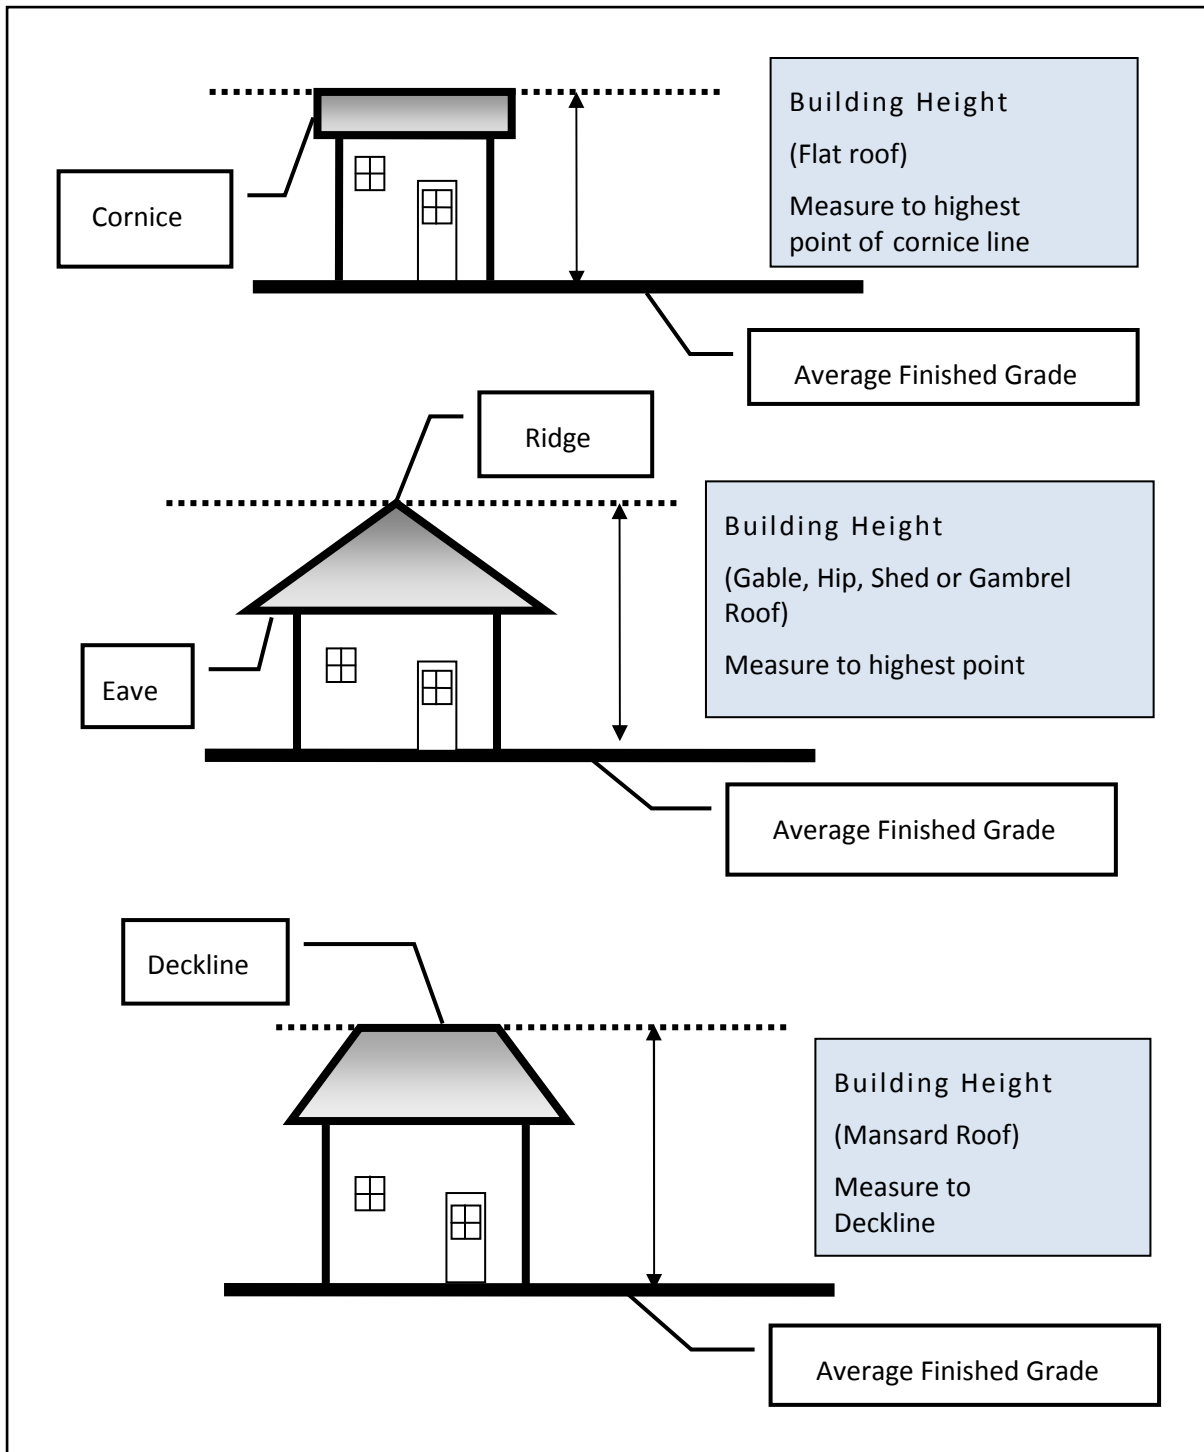 Building Height
(Flat roof)
Measure to highest
point of cornice line
Cornice
Average Finished Grade
Ridge
Building Height
(Gable, Hip, Shed or Gambrel
Roof)
Measure to highest point
Eave
Average Finished Grade
Deckline
Building Height
(Mansard Roof)
Measure to
Deckline
Average Finished Grade